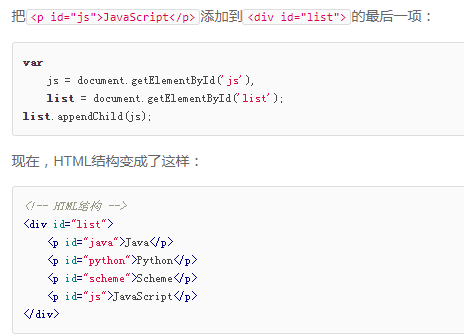 把<p id="js">JavaScript</p>添加到<div id="list">的最后一项：
var
    js = document.getElementById('js'),
    list = document.getElementById('list');
list.appendChild(js);
现在，HTML结构变成了这样：
<!-- HTML结构 -->
<div id="list">
    <p id="java">Java</p>
    <p id="python">Python</p>
    <p id="scheme">Scheme</p>
    <p id="js">JavaScript</p>
</div>